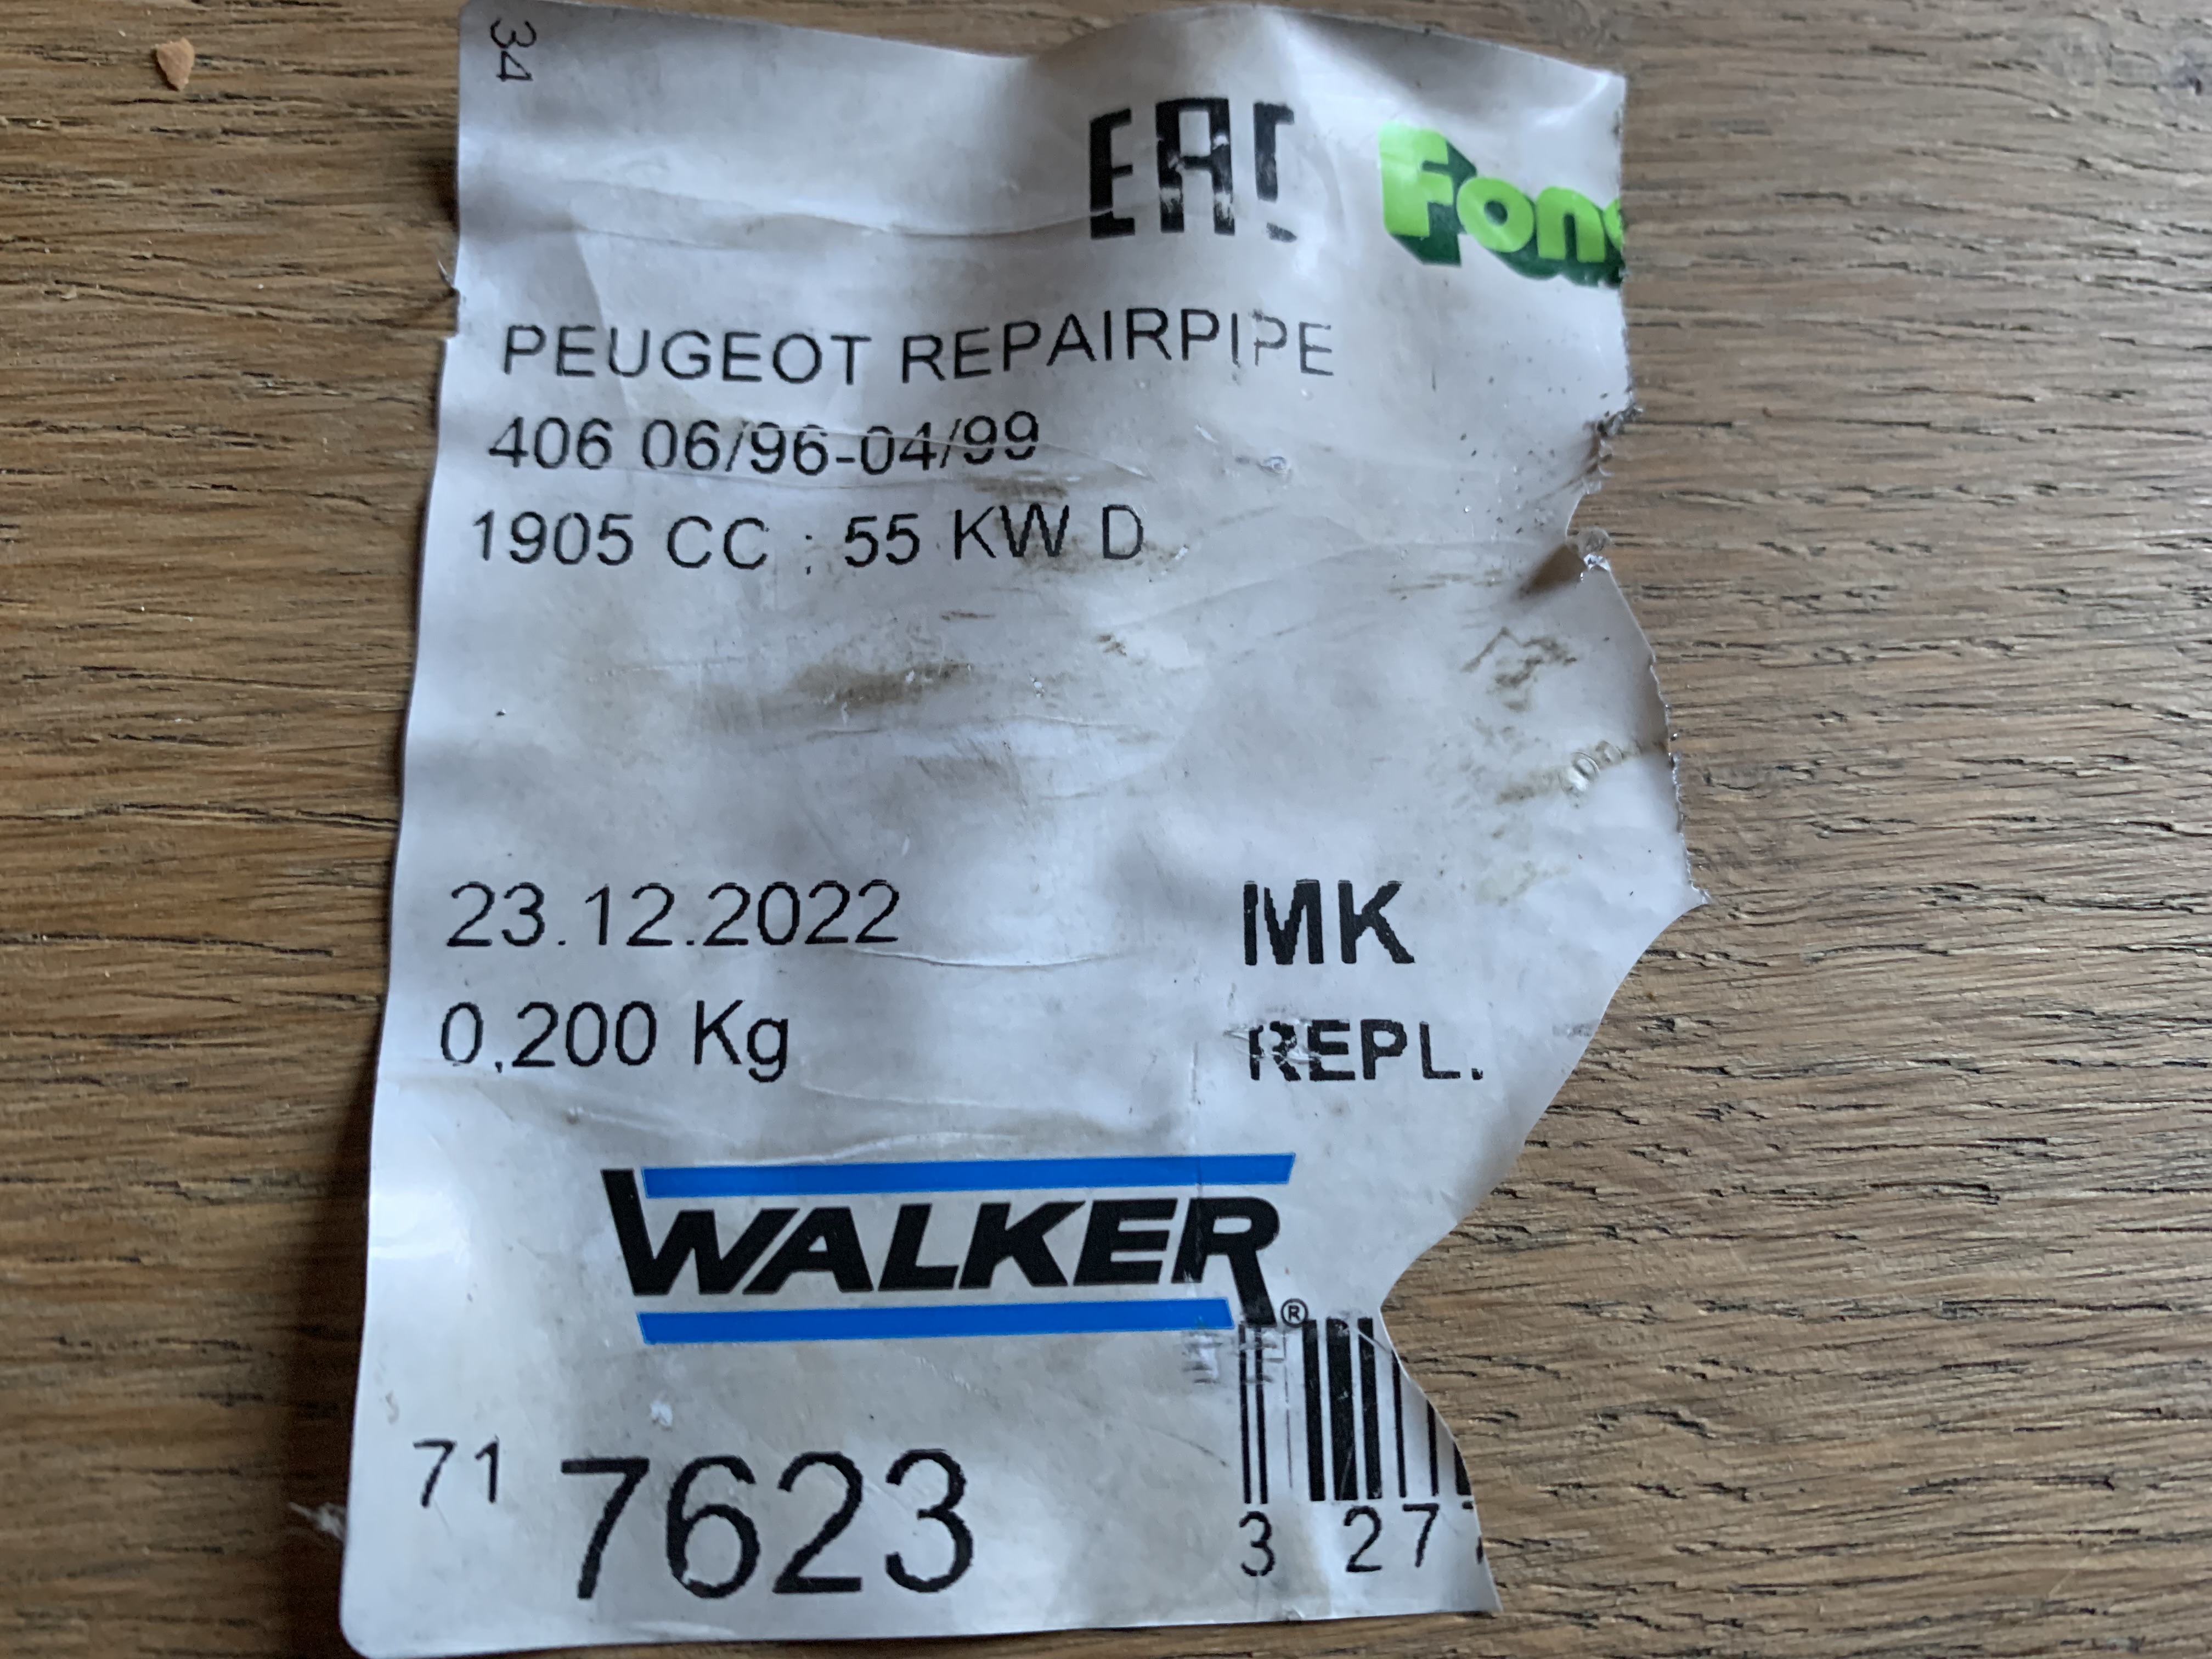 34
EAC
Fon
PEUGEOT REPAIRPIPE
406 06/96-04/99
1905 CC : 55 KW D
23.12.2022
MK
0,200 Kg
REPL.
WALKER®
71 7623
3 27